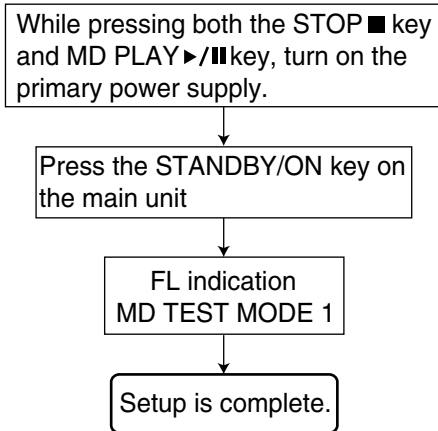 While pressing both the STOP ■ key
and MD PLAY ►/❚❚ key, turn on the
primary power supply.
Press the STANDBY/ON key on
the main unit
FL indication
MD TEST MODE 1
Setup is complete.